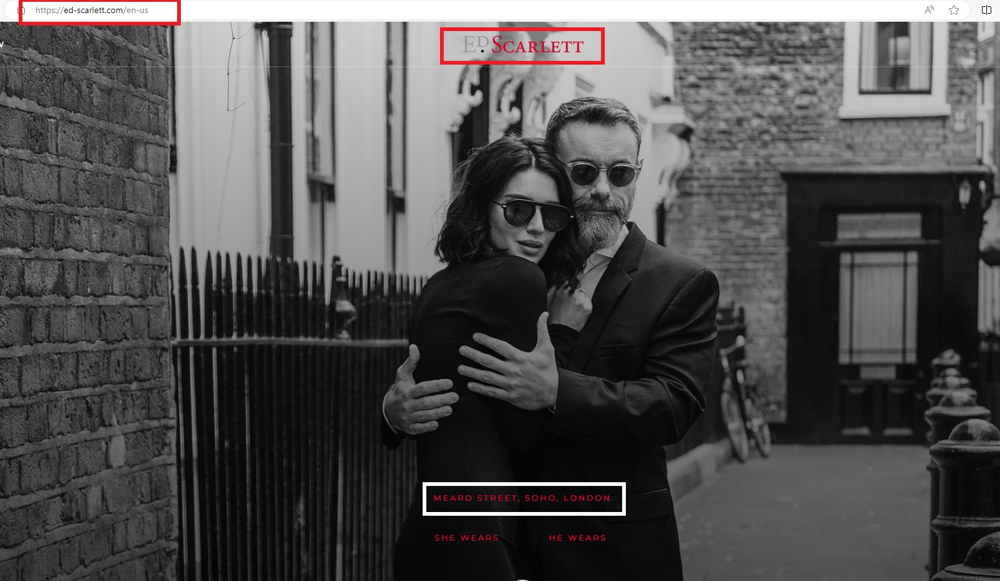 https://ed-scarlett.com/en-us
ED.SCARLETT
MEARD STREET, SOHO, LONDON
SHE WEARS
HE WEARS